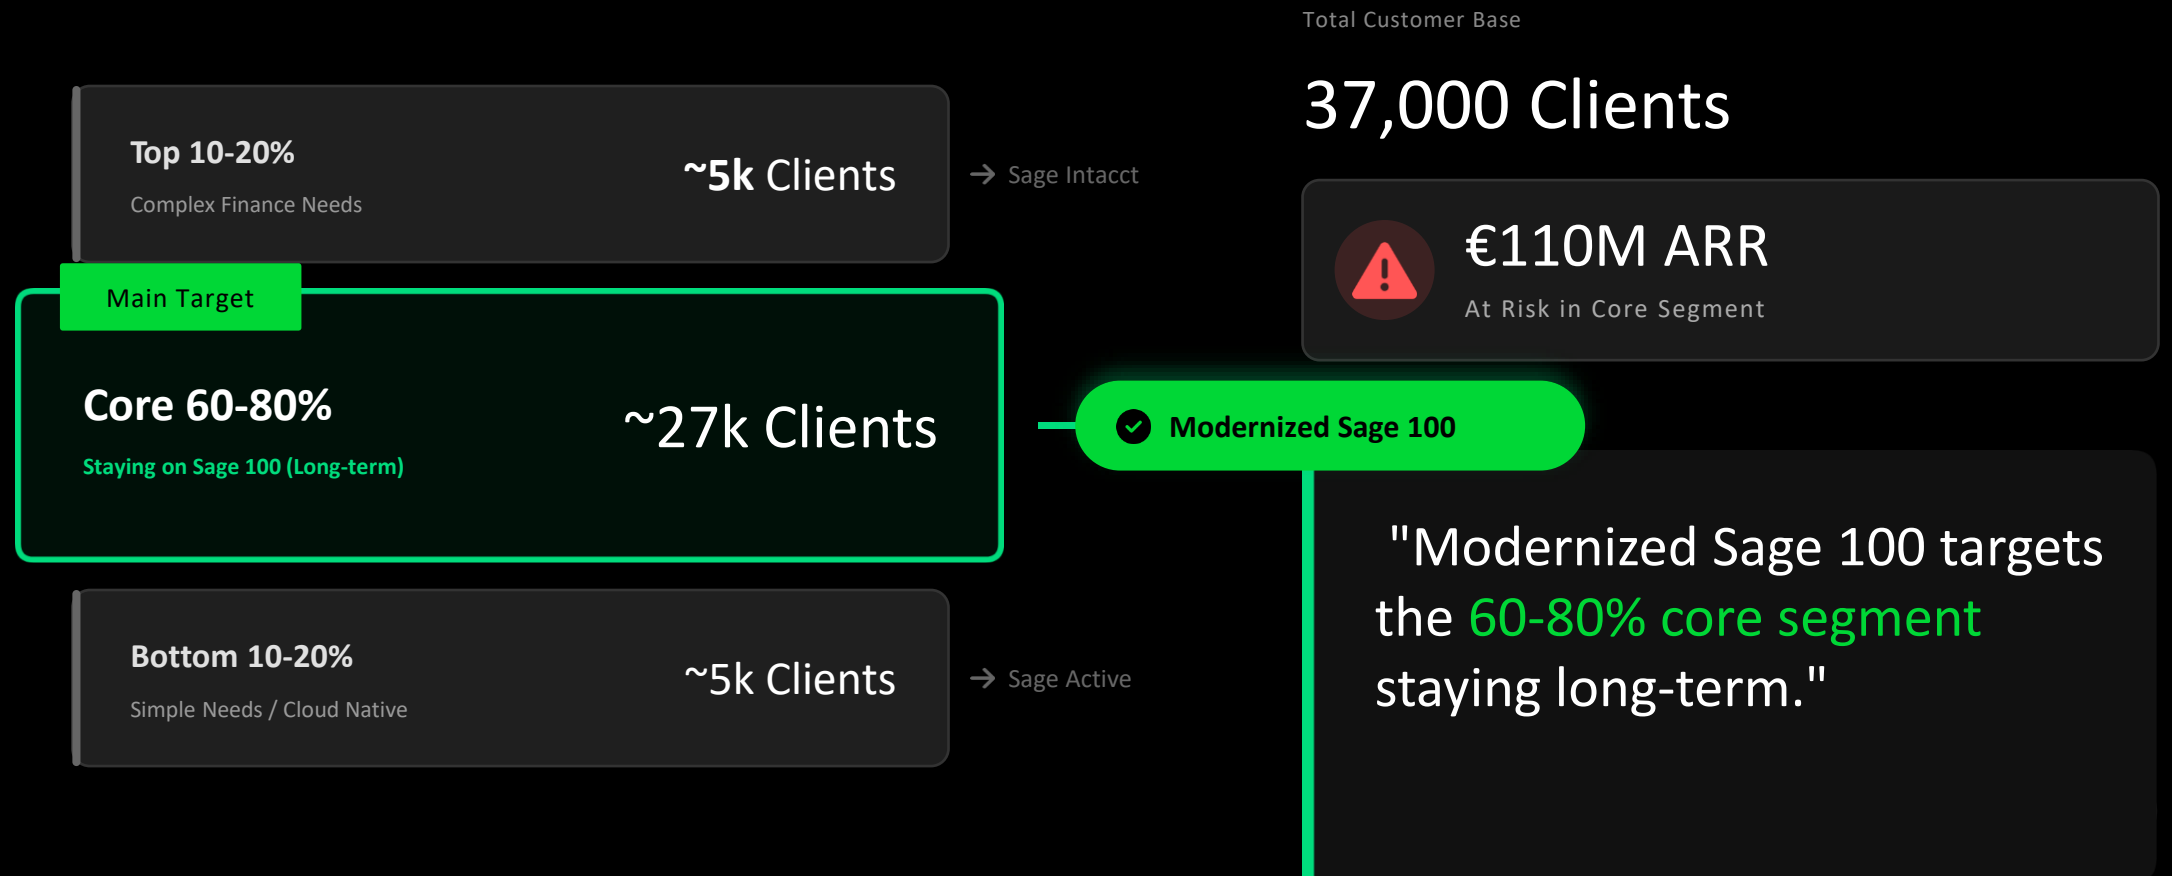 Total Customer Base
37,000 Clients
Top 10-20%
Complex Finance Needs
~5k Clients
Sage Intacct
€110M ARR
At Risk in Core Segment
Main Target
Core 60-80%
Staying on Sage 100 (Long-term)
~27k Clients
Modernized Sage 100
"Modernized Sage 100 targets
the 60-80% core segment
staying long-term."
Bottom 10-20%
Simple Needs / Cloud Native
~5k Clients
Sage Active